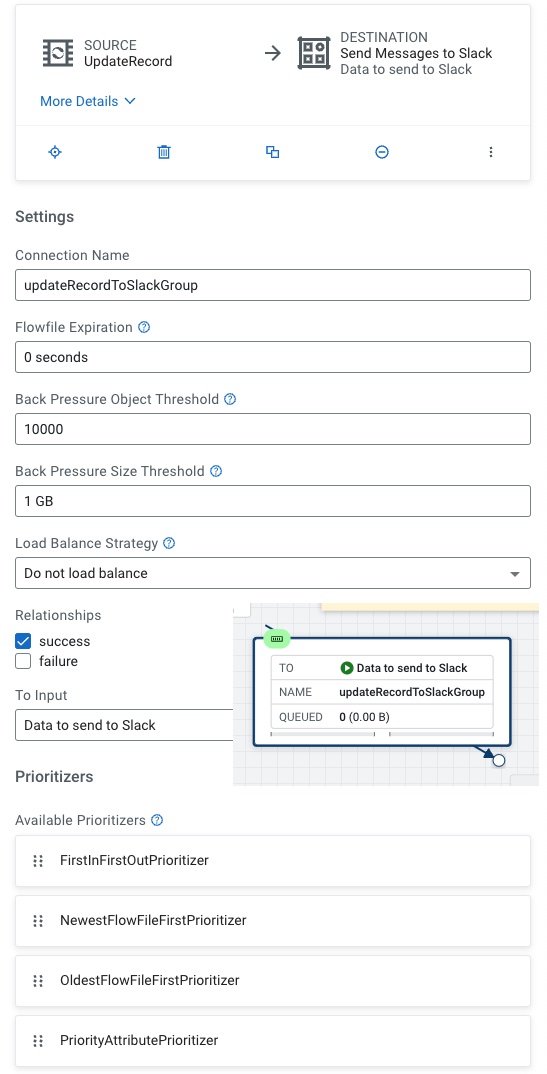 SOURCE
UpdateRecord
DESTINATION
Send Messages to Slack
Data to send to Slack
More Details
Settings
Connection Name
updateRecordToSlackGroup
Flowfile Expiration
0 seconds
Back Pressure Object Threshold
10000
Back Pressure Size Threshold
1 GB
Load Balance Strategy
Do not load balance
Relationships
success
failure
To Input
Data to send to Slack
TO Data to send to Slack
NAME updateRecordToSlackGroup
QUEUED 0 (0.00 B)
Prioritizers
Available Prioritizers
FirstInFirstOutPrioritizer
NewestFlowFileFirstPrioritizer
OldestFlowFileFirstPrioritizer
PriorityAttributePrioritizer